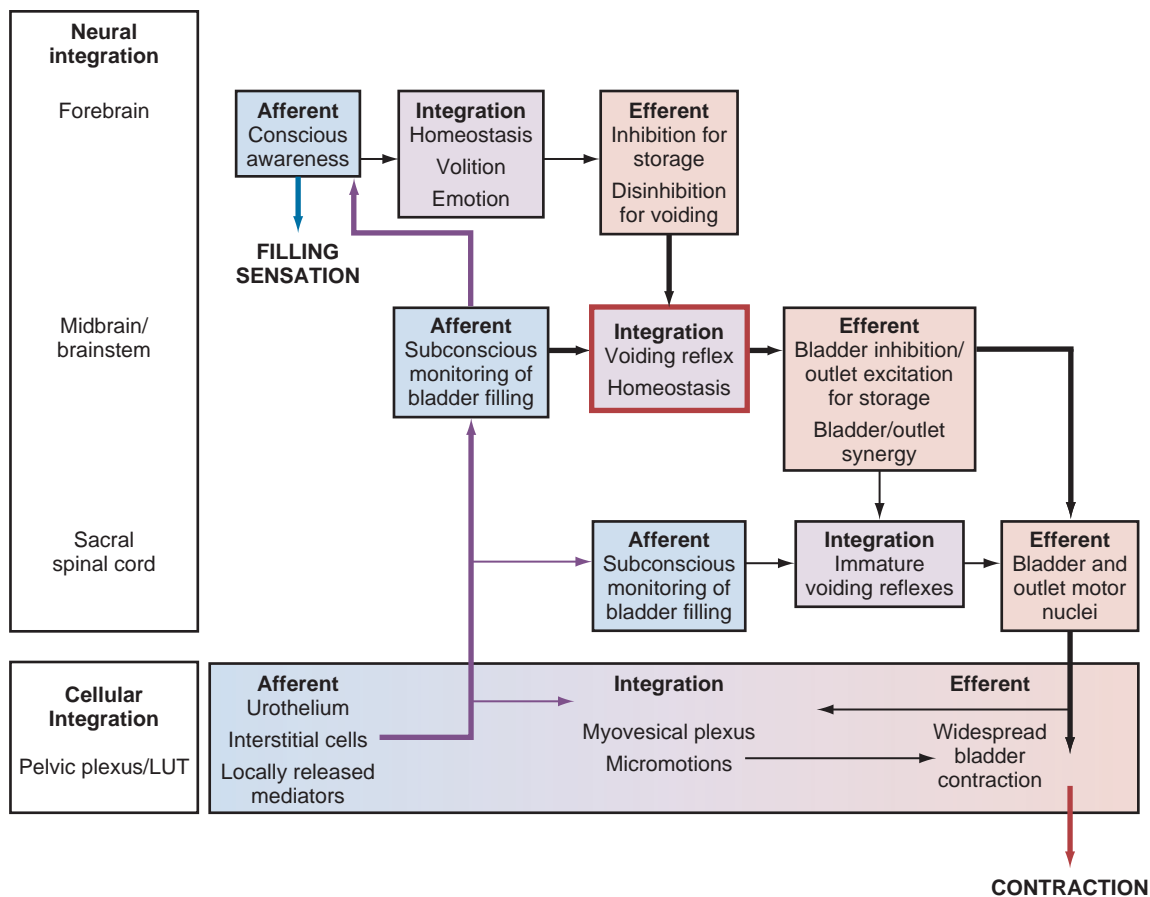 Neural
integration
Forebrain
Afferent
Conscious
awareness
Integration
Homeostasis
Volition
Emotion
Efferent
Inhibition for
storage
Disinhibition
for voiding
FILLING
SENSATION
Midbrain/
brainstem
Afferent
Subconscious
monitoring of
bladder filling
Integration
Voiding reflex
Homeostasis
Efferent
Bladder inhibition/
outlet excitation
for storage
Bladder/outlet
synergy
Sacral
spinal cord
Afferent
Subconscious
monitoring of
bladder filling
Integration
Immature
voiding reflexes
Efferent
Bladder and
outlet motor
nuclei
Cellular
Integration
Pelvic plexus/LUT
Afferent
Urothelium
Interstitial cells
Locally released
mediators
Integration
Myovesical plexus
Micromotions
Efferent
Widespread
bladder
contraction
CONTRACTION